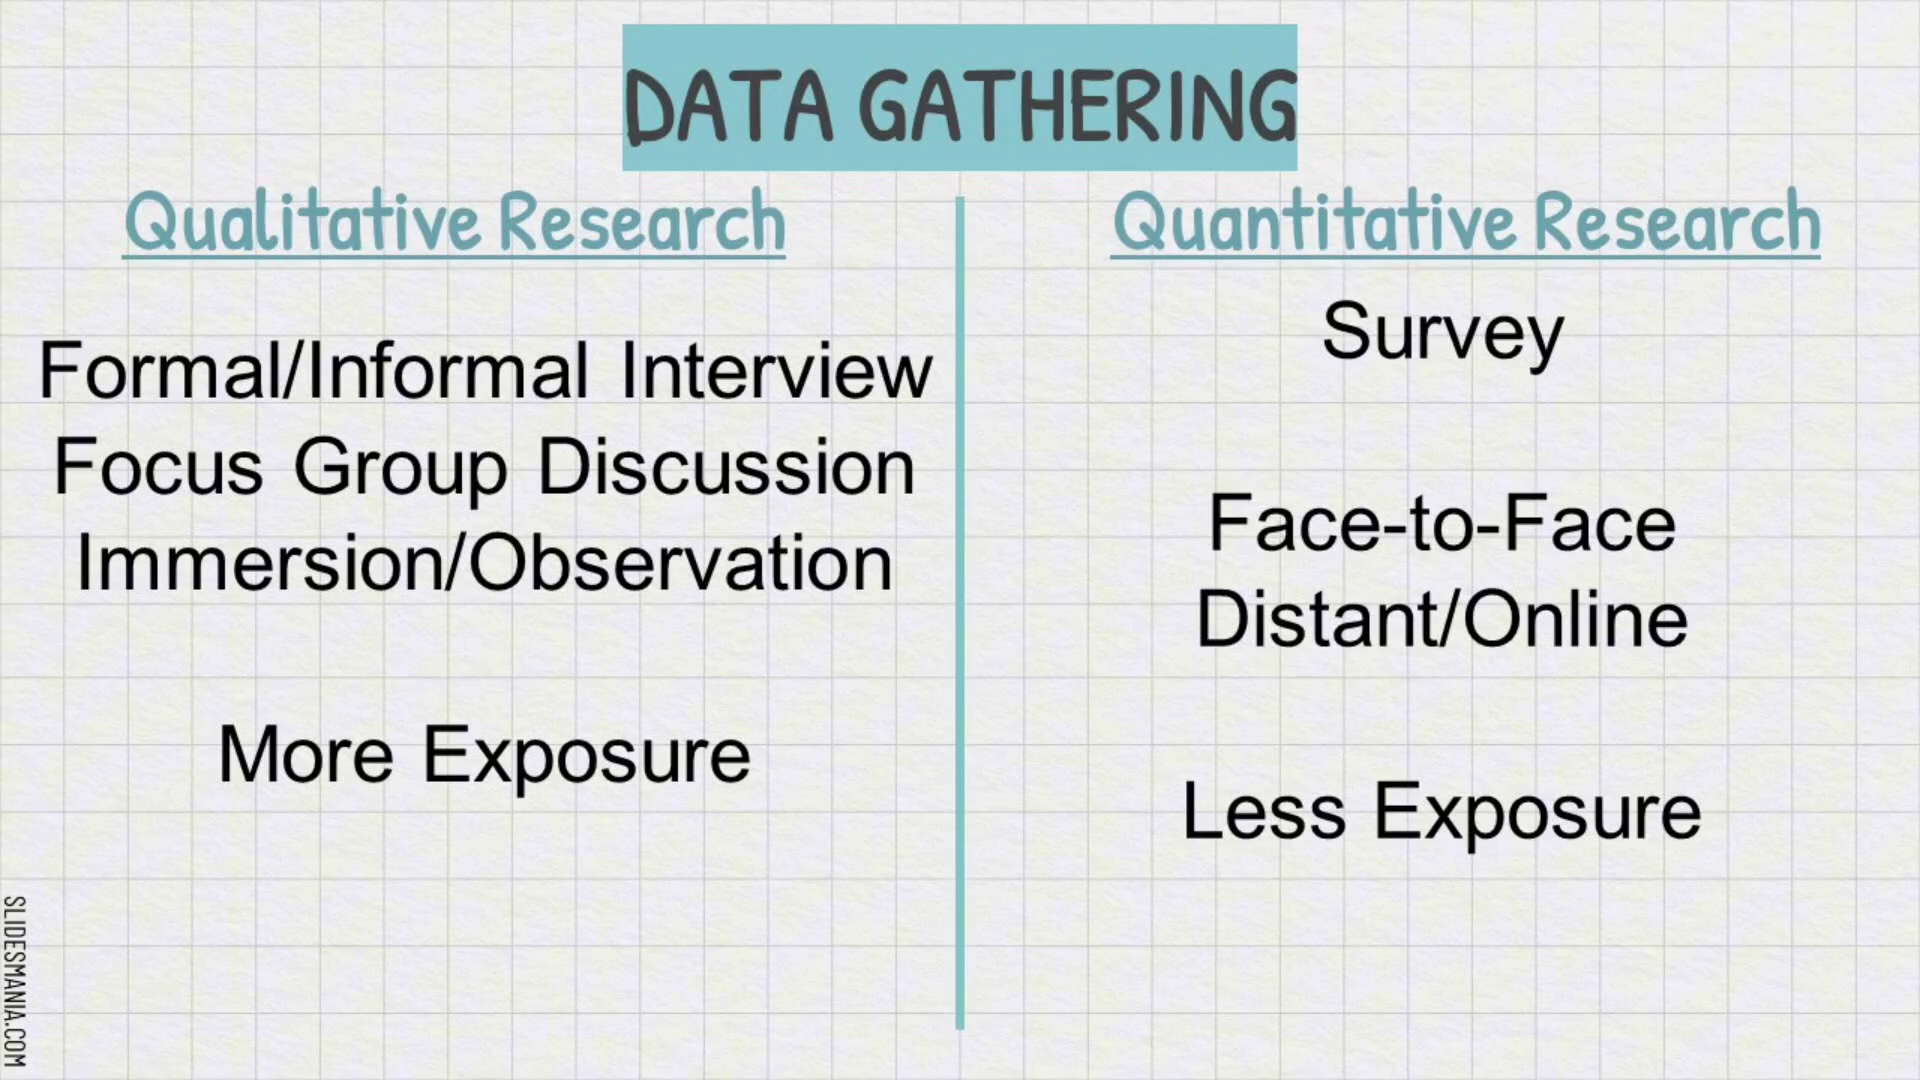 DATA GATHERING
Qualitative Research
Formal/Informal Interview
Focus Group Discussion
Immersion/Observation
More Exposure
Quantitative Research
Survey
Face-to-Face
Distant/Online
Less Exposure
SLIDESMANIA.COM